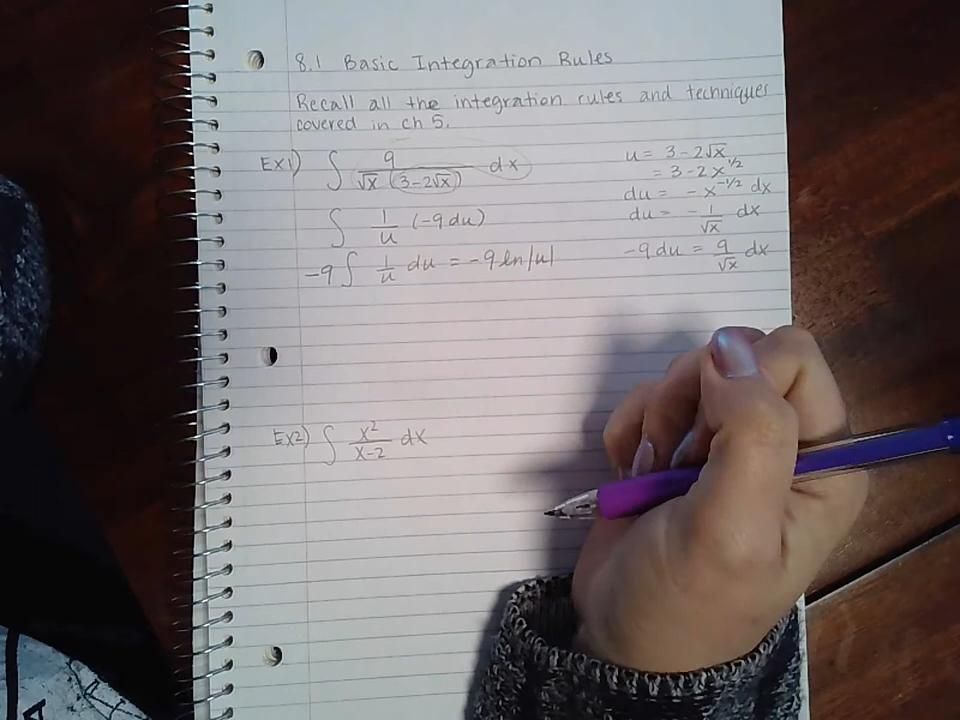 8.1 Basic Integration Rules
Recall all the integration rules and techniques
covered in ch 5.
Ex1) ∫ 9/(√x (3-2√x)) dx
u = 3-2√x
= 3-2x^1/2
du = -x^-1/2 dx
∫ 1/u (-9du)
du = -1/√x dx
-9∫ 1/u du = -9 ln|u|
-9du = 9/√x dx
Ex2) ∫ x²/(x-2) dx